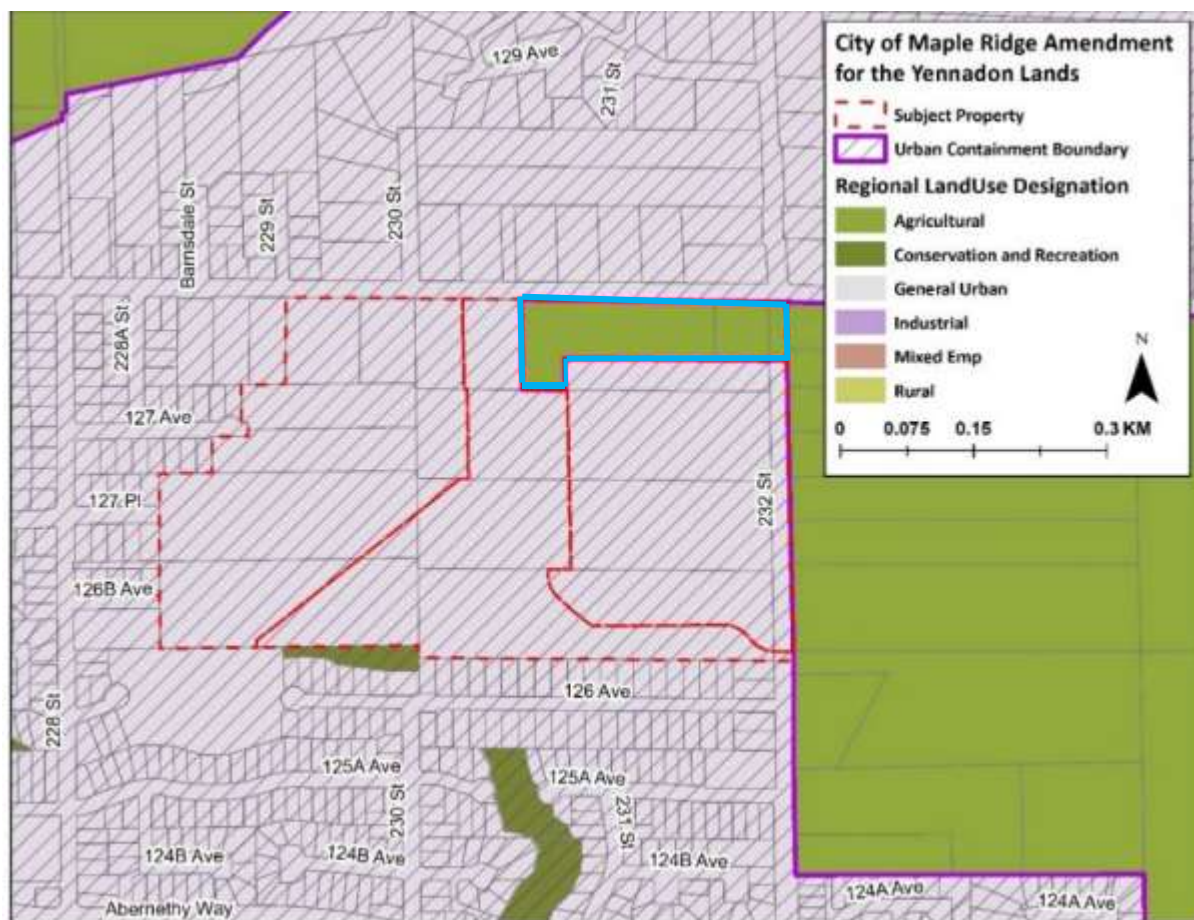 City of Maple Ridge Amendment
for the Yennadon Lands
Subject Property
Urban Containment Boundary
Regional LandUse Designation
Agricultural
Conservation and Recreation
General Urban
Industrial
Mixed Emp
Rural
N
0 0.075 0.15 0.3 KM
129 Ave
231 St
Barnsdale St
229 St
230 St
228A St
127 Ave
127 Pl
232 St
126B Ave
126 Ave
228 St
125A Ave
125A Ave
230 St
231 St
124B Ave
124B Ave
124B Ave
124A Ave
124A Ave
Abernethy Way